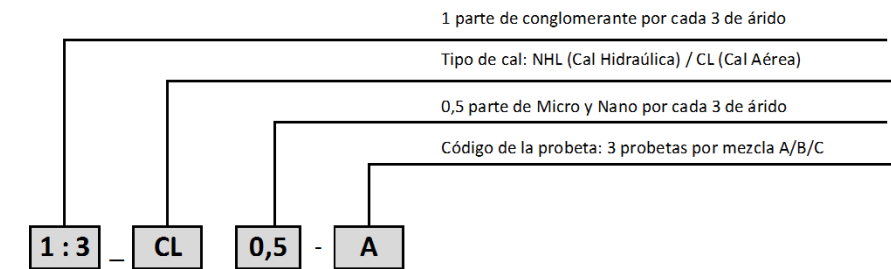 1 parte de conglomerante por cada 3 de árido
Tipo de cal: NHL (Cal Hidraúlica) / CL (Cal Aérea)
0,5 parte de Micro y Nano por cada 3 de árido
Código de la probeta: 3 probetas por mezcla A/B/C
1 : 3 _ CL 0,5 - A